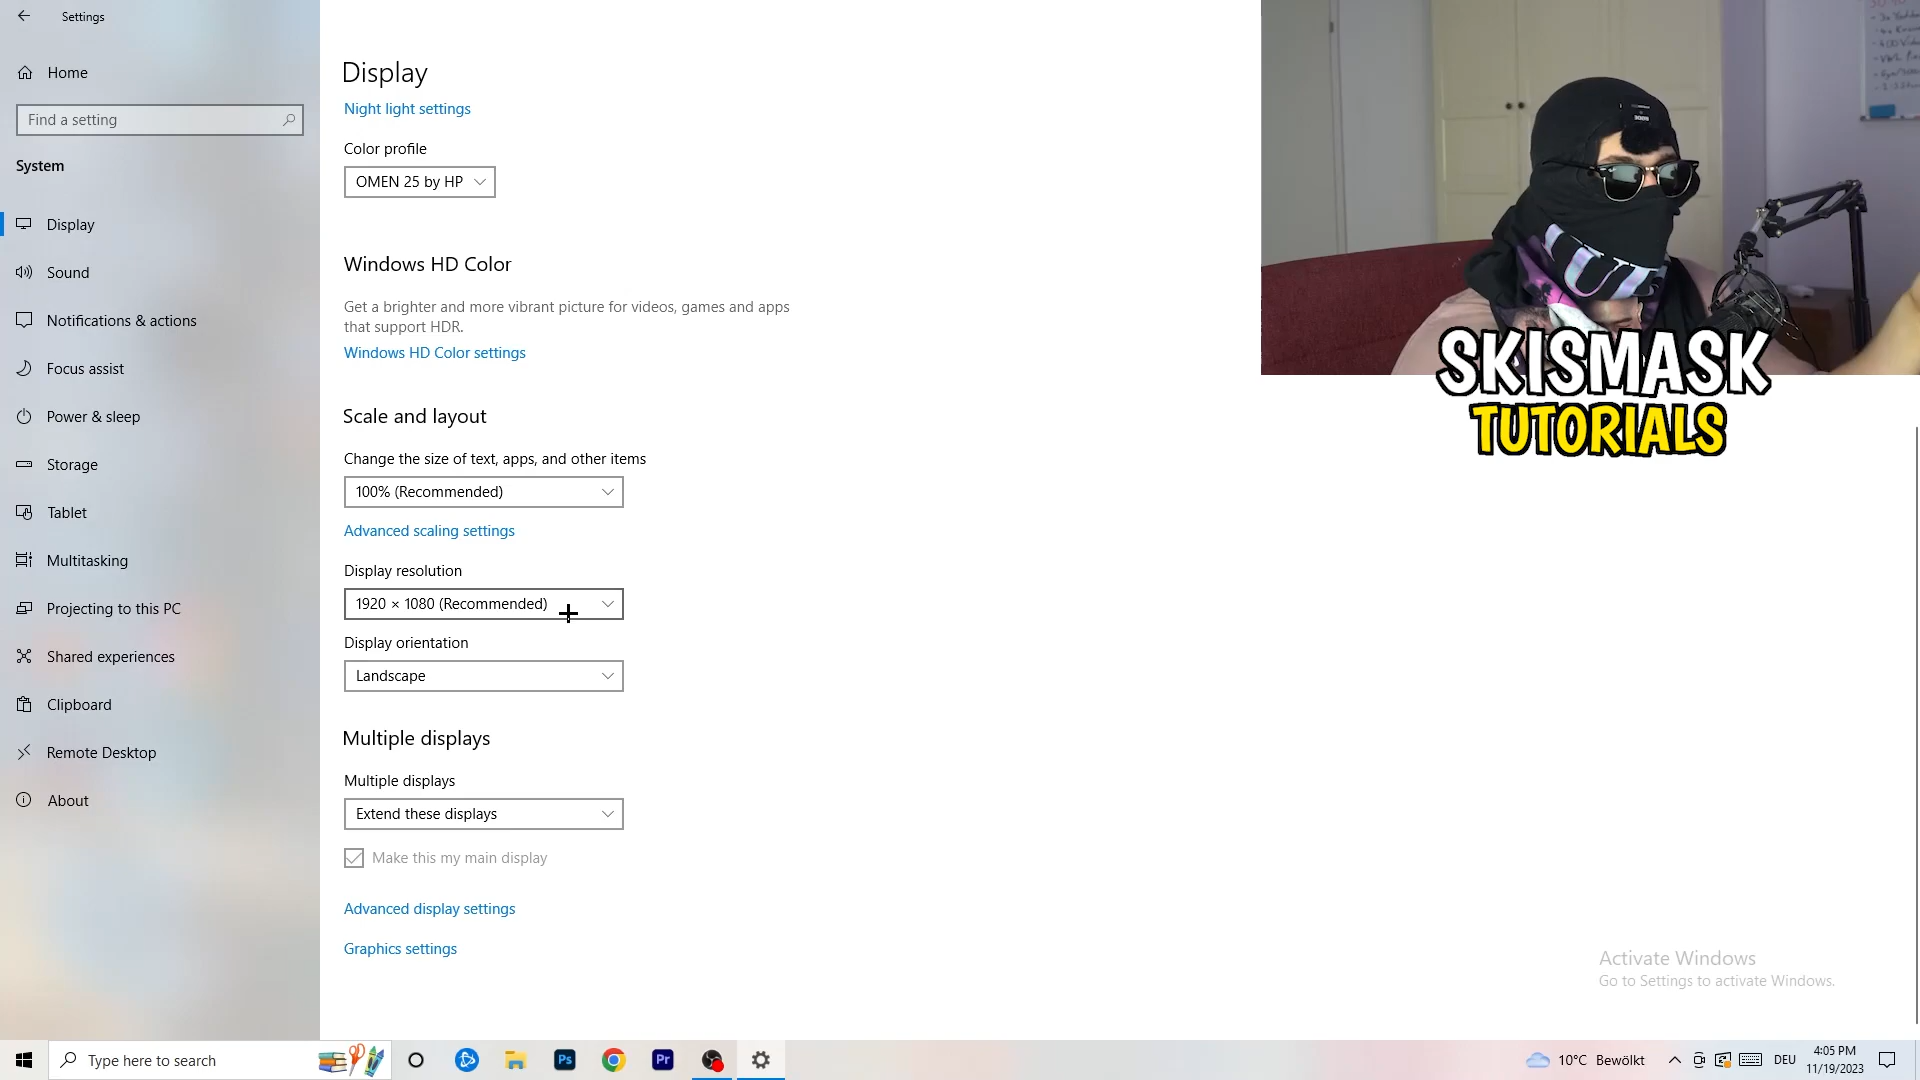 Settings
Home
Find a setting
System
Display
Sound
Notifications & actions
Focus assist
Power & sleep
Storage
Tablet
Multitasking
Projecting to this PC
Shared experiences
Clipboard
Remote Desktop
About
Display
Night light settings
Color profile
OMEN 25 by HP
Windows HD Color
Get a brighter and more vibrant picture for videos, games and apps
that support HDR.
Windows HD Color settings
Scale and layout
Change the size of text, apps, and other items
100% (Recommended)
Advanced scaling settings
Display resolution
1920 × 1080 (Recommended)
Display orientation
Landscape
Multiple displays
Multiple displays
Extend these displays
Make this my main display
Advanced display settings
Graphics settings
SKISMASK
TUTORIALS
Activate Windows
Go to Settings to activate Windows.
Type here to search
Ps
Pr
10°C Bewölkt
DEU
4:05 PM
11/19/2023